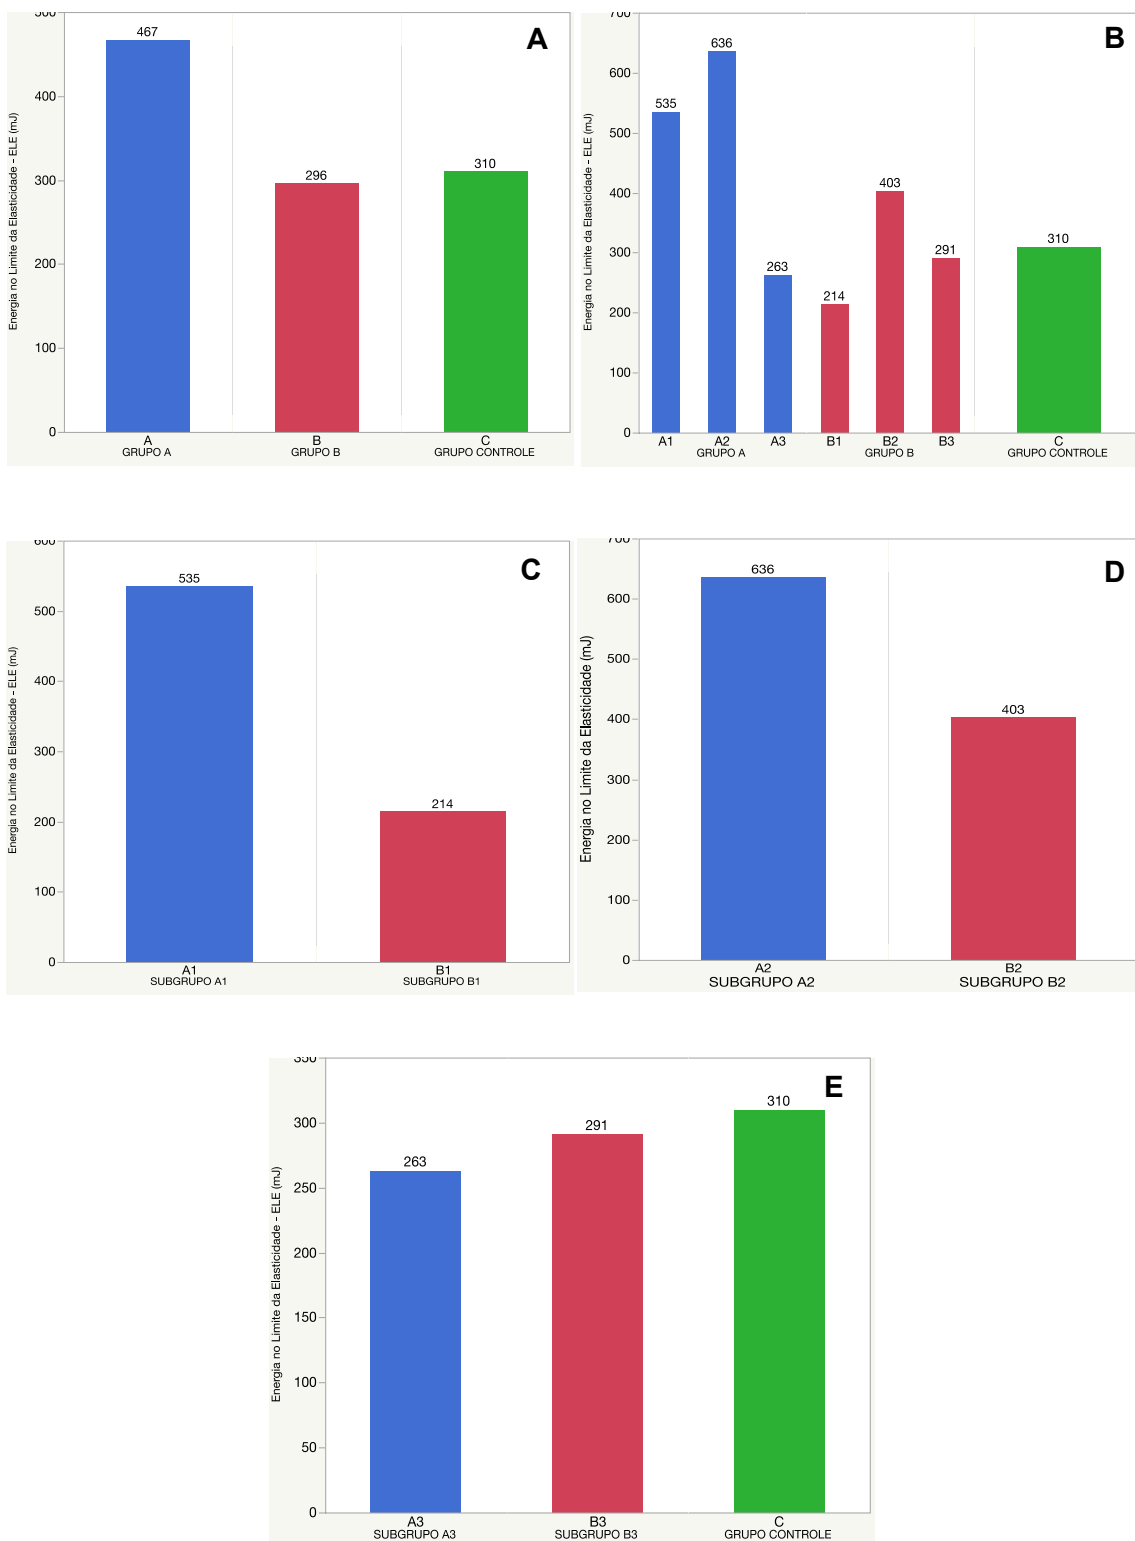 A
Energia no Limite da Elasticidade - ELE (mJ)
500
400
300
200
100
0
467
296
310
A B C
GRUPO A GRUPO B GRUPO CONTROLE
B
Energia no Limite da Elasticidade - ELE (mJ)
700
600
500
400
300
200
100
0
535
636
263
214
403
291
310
A1 A2 A3 B1 B2 B3 C
GRUPO A GRUPO B GRUPO CONTROLE
C
Energia no Limite da Elasticidade - ELE (mJ)
600
500
400
300
200
100
0
535
214
A1 B1
SUBGRUPO A1 SUBGRUPO B1
D
Energia no Limite da Elasticidade (mJ)
700
600
500
400
300
200
100
0
636
403
A2 B2
SUBGRUPO A2 SUBGRUPO B2
E
Energia no Limite da Elasticidade - ELE (mJ)
350
300
250
200
150
100
50
0
263
291
310
A3 B3 C
SUBGRUPO A3 SUBGRUPO B3 GRUPO CONTROLE